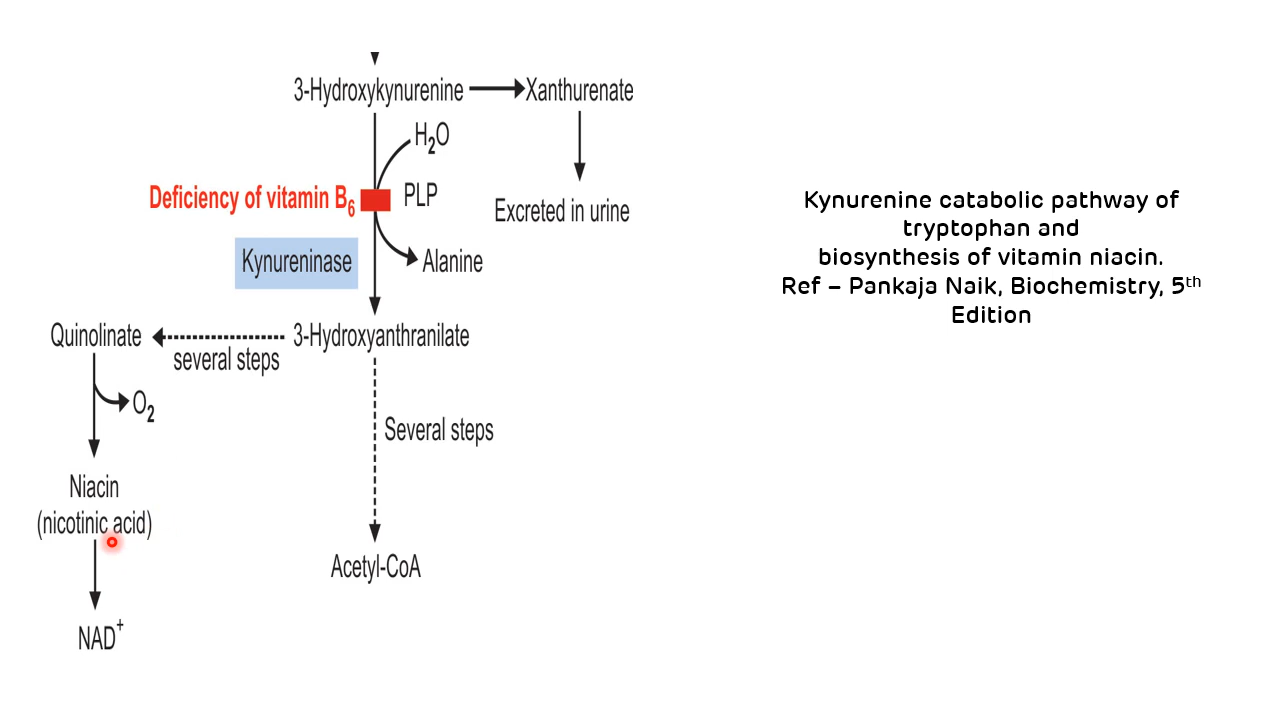 3-Hydroxykynurenine
Xanthurenate
H₂O
Deficiency of vitamin B₆
PLP
Excreted in urine
Kynureninase
Alanine
Quinolinate
several steps
3-Hydroxyanthranilate
O₂
Several steps
Niacin
(nicotinic acid)
Acetyl-CoA
NAD⁺
Kynurenine catabolic pathway of
tryptophan and
biosynthesis of vitamin niacin.
Ref – Pankaja Naik, Biochemistry, 5ᵗʰ
Edition